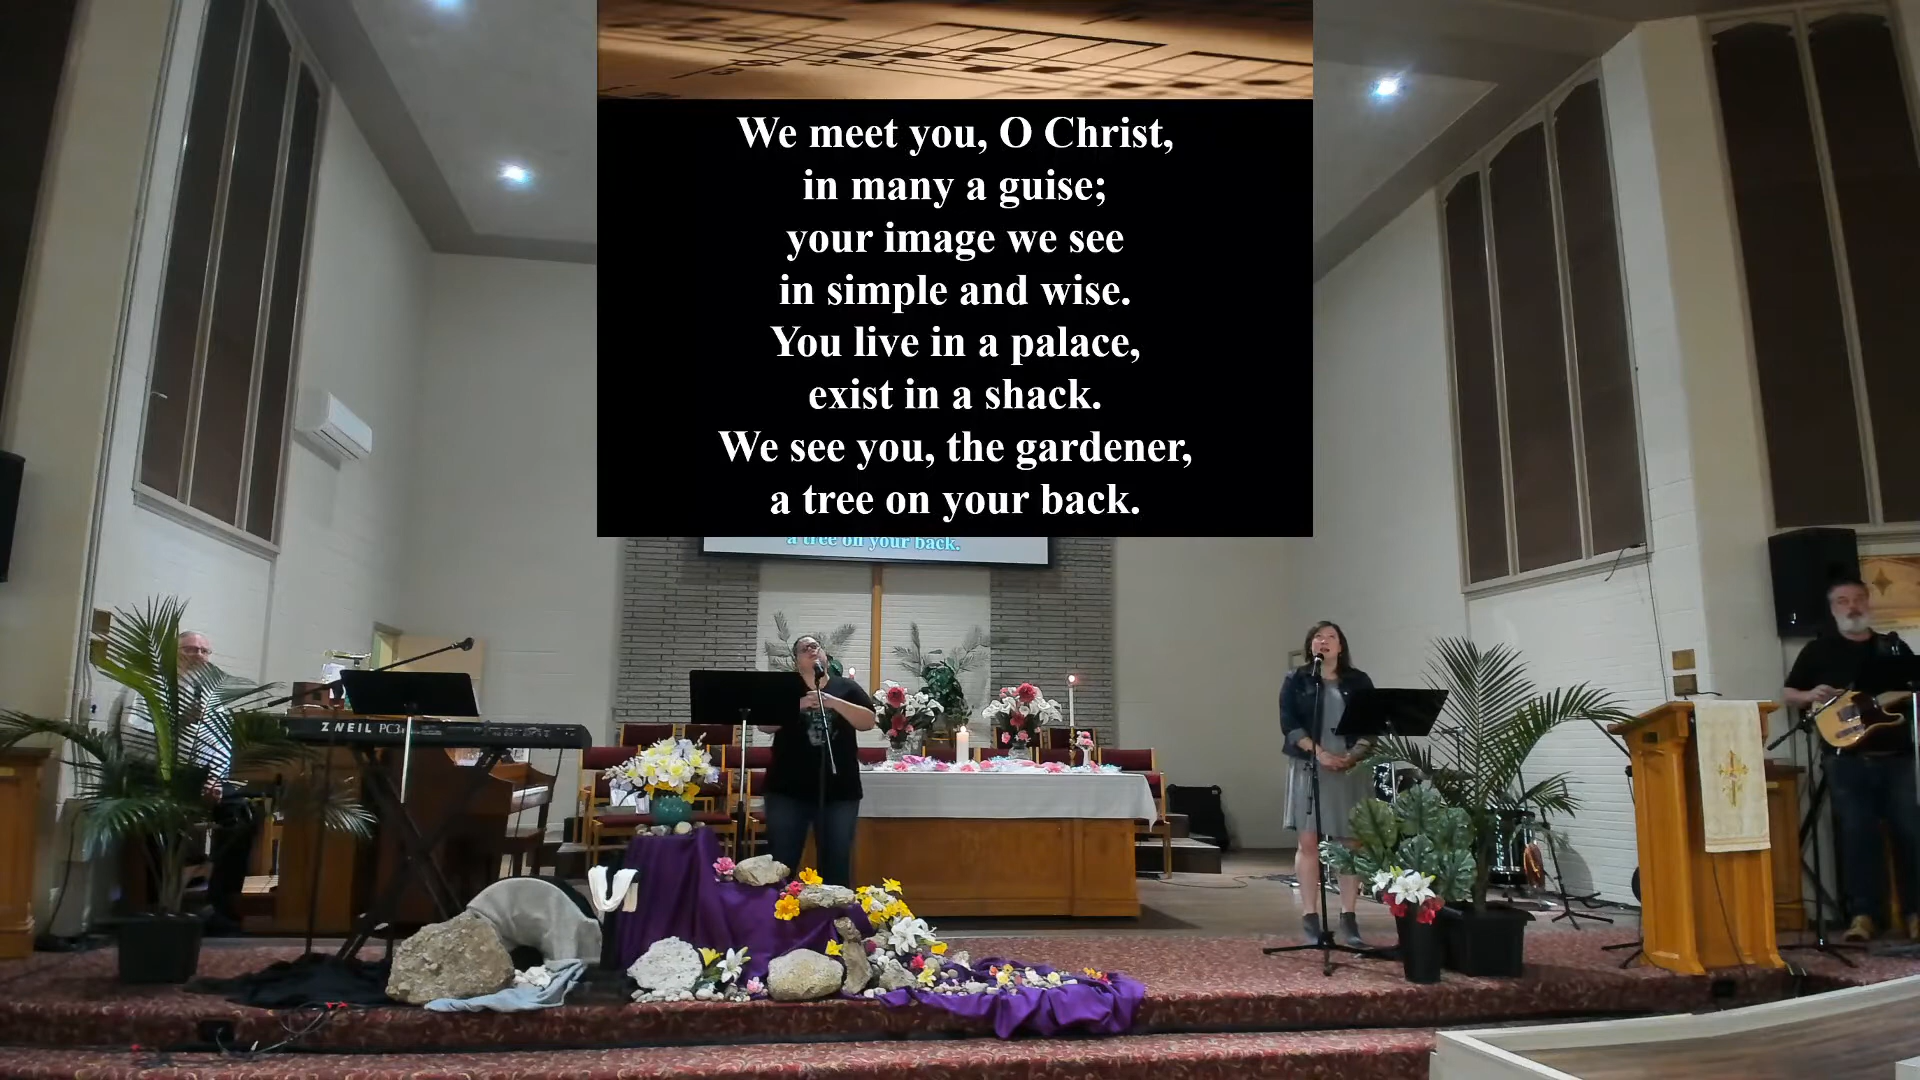 We meet you, O Christ,
in many a guise;
your image we see
in simple and wise.
You live in a palace,
exist in a shack.
We see you, the gardener,
a tree on your back.
a tree on your back.
PC3